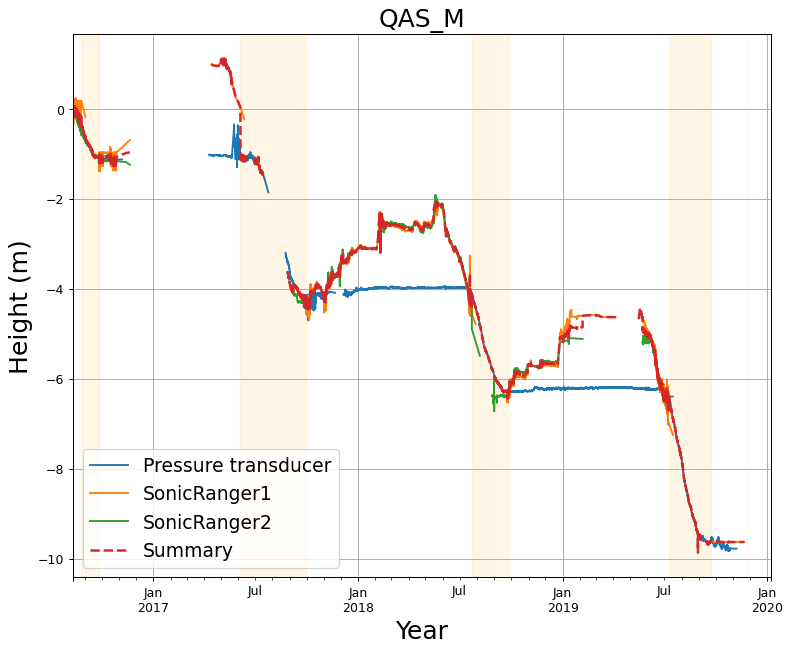 QAS_M
Height (m)
0
−2
−4
−6
−8
−10
Pressure transducer
SonicRanger1
SonicRanger2
Summary
Jan Jul Jan Jul Jan Jul Jan
2017 2018 2019 2020
Year